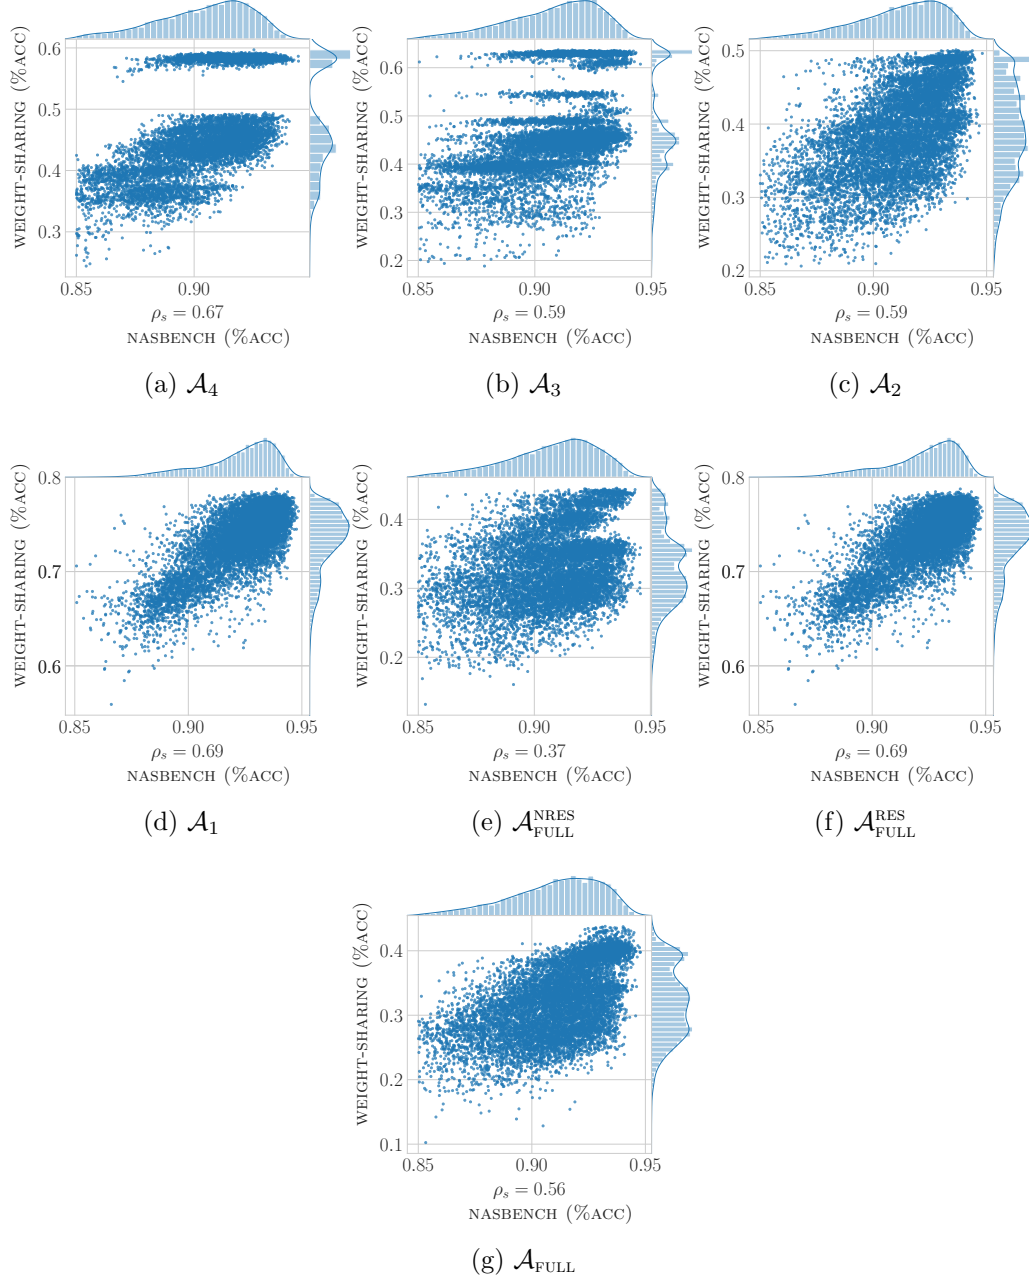 WEIGHT-SHARING (%ACC)
0.6
0.5
0.4
0.3
0.85
0.90
ρs = 0.67
NASBENCH (%ACC)
(a) A4
WEIGHT-SHARING (%ACC)
0.6
0.5
0.4
0.3
0.2
0.85
0.90
0.95
ρs = 0.59
NASBENCH (%ACC)
(b) A3
WEIGHT-SHARING (%ACC)
0.5
0.4
0.3
0.2
0.85
0.90
0.95
ρs = 0.59
NASBENCH (%ACC)
(c) A2
WEIGHT-SHARING (%ACC)
0.8
0.7
0.6
0.85
0.90
0.95
ρs = 0.69
NASBENCH (%ACC)
(d) A1
WEIGHT-SHARING (%ACC)
0.4
0.3
0.2
0.85
0.90
0.95
ρs = 0.37
NASBENCH (%ACC)
(e) A NRES FULL
WEIGHT-SHARING (%ACC)
0.8
0.7
0.6
0.85
0.90
0.95
ρs = 0.69
NASBENCH (%ACC)
(f) A RES FULL
WEIGHT-SHARING (%ACC)
0.4
0.3
0.2
0.1
0.85
0.90
0.95
ρs = 0.56
NASBENCH (%ACC)
(g) A FULL